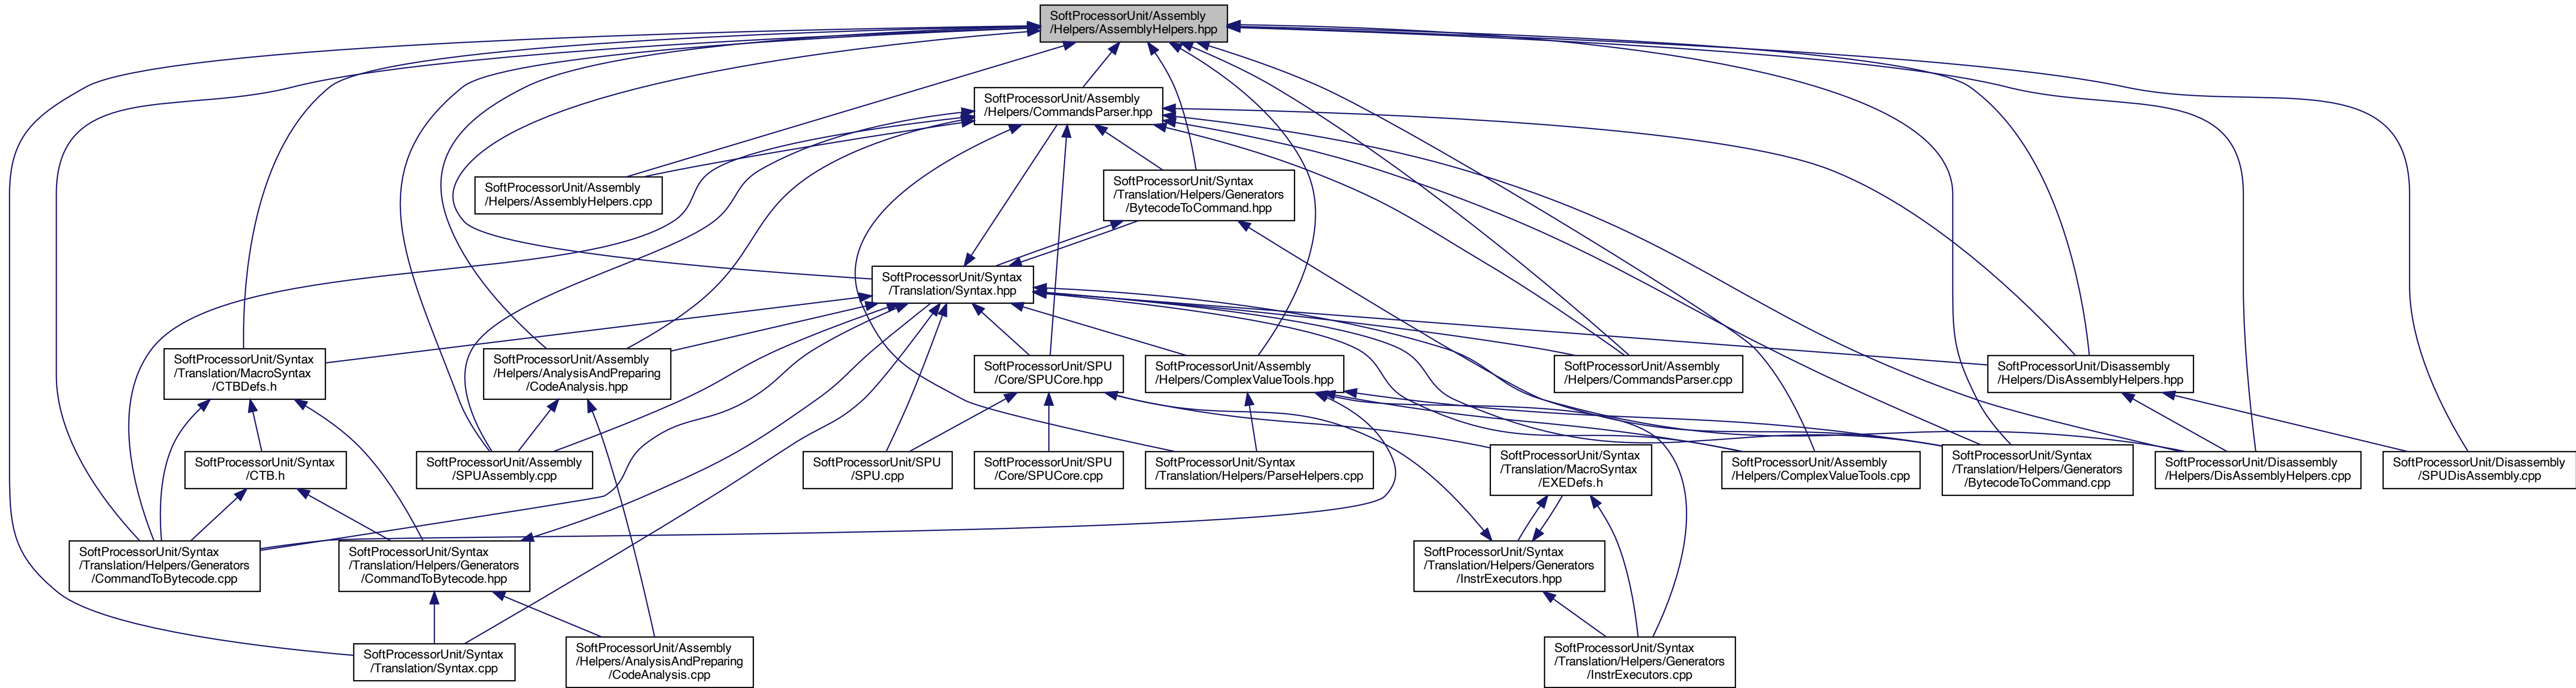 SoftProcessorUnit/Assembly
/Helpers/AssemblyHelpers.hpp
SoftProcessorUnit/Assembly
/Helpers/CommandsParser.hpp
SoftProcessorUnit/Assembly
/Helpers/AssemblyHelpers.cpp
SoftProcessorUnit/Syntax
/Translation/Helpers/Generators
/BytecodeToCommand.hpp
SoftProcessorUnit/Syntax
/Translation/Syntax.hpp
SoftProcessorUnit/Syntax
/Translation/MacroSyntax
/CTBDefs.h
SoftProcessorUnit/Assembly
/Helpers/AnalysisAndPreparing
/CodeAnalysis.hpp
SoftProcessorUnit/SPU
/Core/SPUCore.hpp
SoftProcessorUnit/Assembly
/Helpers/ComplexValueTools.hpp
SoftProcessorUnit/Assembly
/Helpers/CommandsParser.cpp
SoftProcessorUnit/Disassembly
/Helpers/DisAssemblyHelpers.hpp
SoftProcessorUnit/Syntax
/CTB.h
SoftProcessorUnit/Assembly
/SPUAssembly.cpp
SoftProcessorUnit/SPU
/SPU.cpp
SoftProcessorUnit/SPU
/Core/SPUCore.cpp
SoftProcessorUnit/Syntax
/Translation/Helpers/ParseHelpers.cpp
SoftProcessorUnit/Syntax
/Translation/MacroSyntax
/EXEDefs.h
SoftProcessorUnit/Assembly
/Helpers/ComplexValueTools.cpp
SoftProcessorUnit/Syntax
/Translation/Helpers/Generators
/BytecodeToCommand.cpp
SoftProcessorUnit/Disassembly
/Helpers/DisAssemblyHelpers.cpp
SoftProcessorUnit/Disassembly
/SPUDisAssembly.cpp
SoftProcessorUnit/Syntax
/Translation/Helpers/Generators
/CommandToBytecode.cpp
SoftProcessorUnit/Syntax
/Translation/Helpers/Generators
/CommandToBytecode.hpp
SoftProcessorUnit/Syntax
/Translation/Helpers/Generators
/InstrExecutors.hpp
SoftProcessorUnit/Syntax
/Translation/Syntax.cpp
SoftProcessorUnit/Assembly
/Helpers/AnalysisAndPreparing
/CodeAnalysis.cpp
SoftProcessorUnit/Syntax
/Translation/Helpers/Generators
/InstrExecutors.cpp